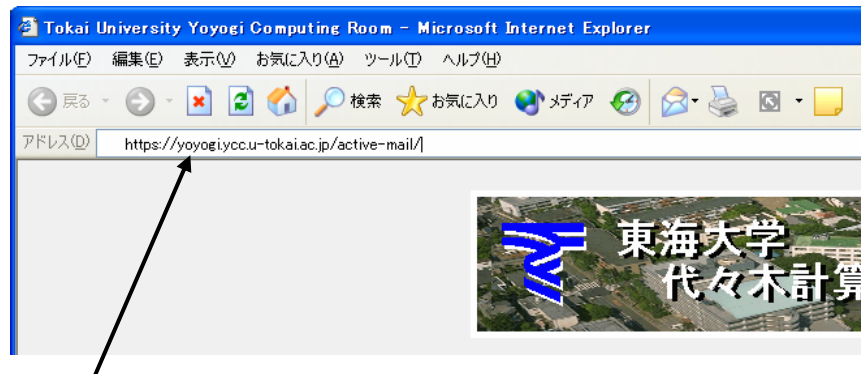 Tokai University Yoyogi Computing Room - Microsoft Internet Explorer
ファイル(F) 編集(E) 表示(V) お気に入り(A) ツール(T) ヘルプ(H)
戻る 検索 お気に入り メディア
アドレス(D) https://yoyogi.ycc.u-tokai.ac.jp/active-mail/
東海大学
代々木計算